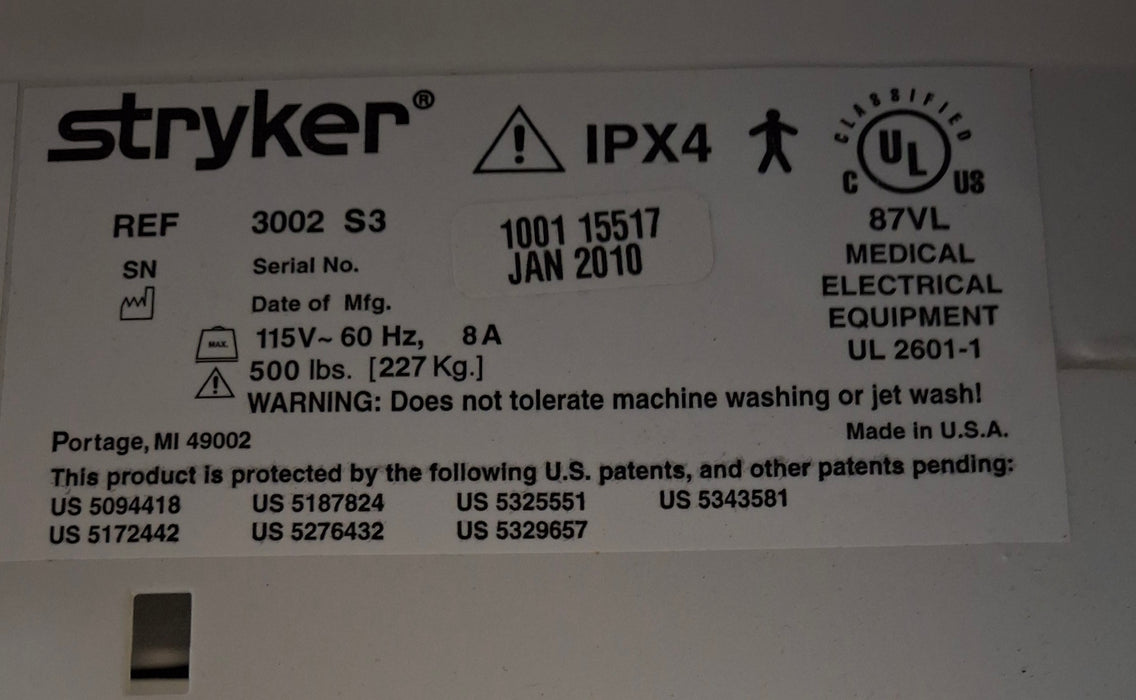 stryker®
IPX4
CLASSIFIED
C UL US
REF 3002 S3
1001 15517
JAN 2010
SN Serial No.
Date of Mfg.
87VL
MEDICAL
ELECTRICAL
EQUIPMENT
UL 2601-1
115V~ 60 Hz, 8 A
MAX.
500 lbs. [227 Kg.]
WARNING: Does not tolerate machine washing or jet wash!
Portage, MI 49002
Made in U.S.A.
This product is protected by the following U.S. patents, and other patents pending:
US 5094418 US 5187824 US 5325551 US 5343581
US 5172442 US 5276432 US 5329657